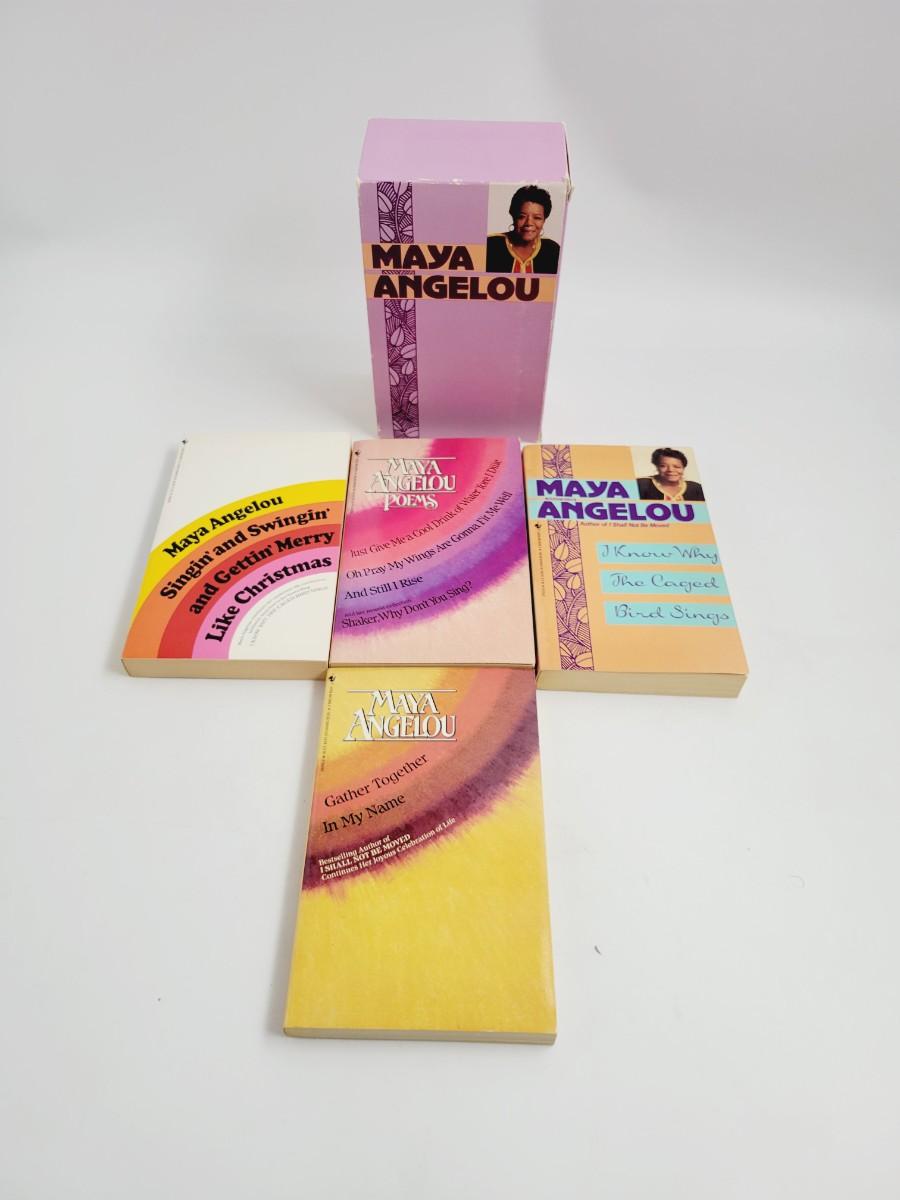 MAYA
ANGELOU
Maya Angelou
Singin' and Swingin'
and Gettin' Merry
Like Christmas
MAYA
ANGELOU
POEMS
Just Give Me a Cool Drink of Water 'fore I Diiie
Oh Pray My Wings Are Gonna Fit Me Well
And Still I Rise
Shaker, Why Don't You Sing?
MAYA
ANGELOU
Author of I Shall Not Be Moved
I Know Why
The Caged
Bird Sings
MAYA
ANGELOU
Gather Together
In My Name
Bestselling Author of
I SHALL NOT BE MOVED
Continues Her Joyous Celebration of Life